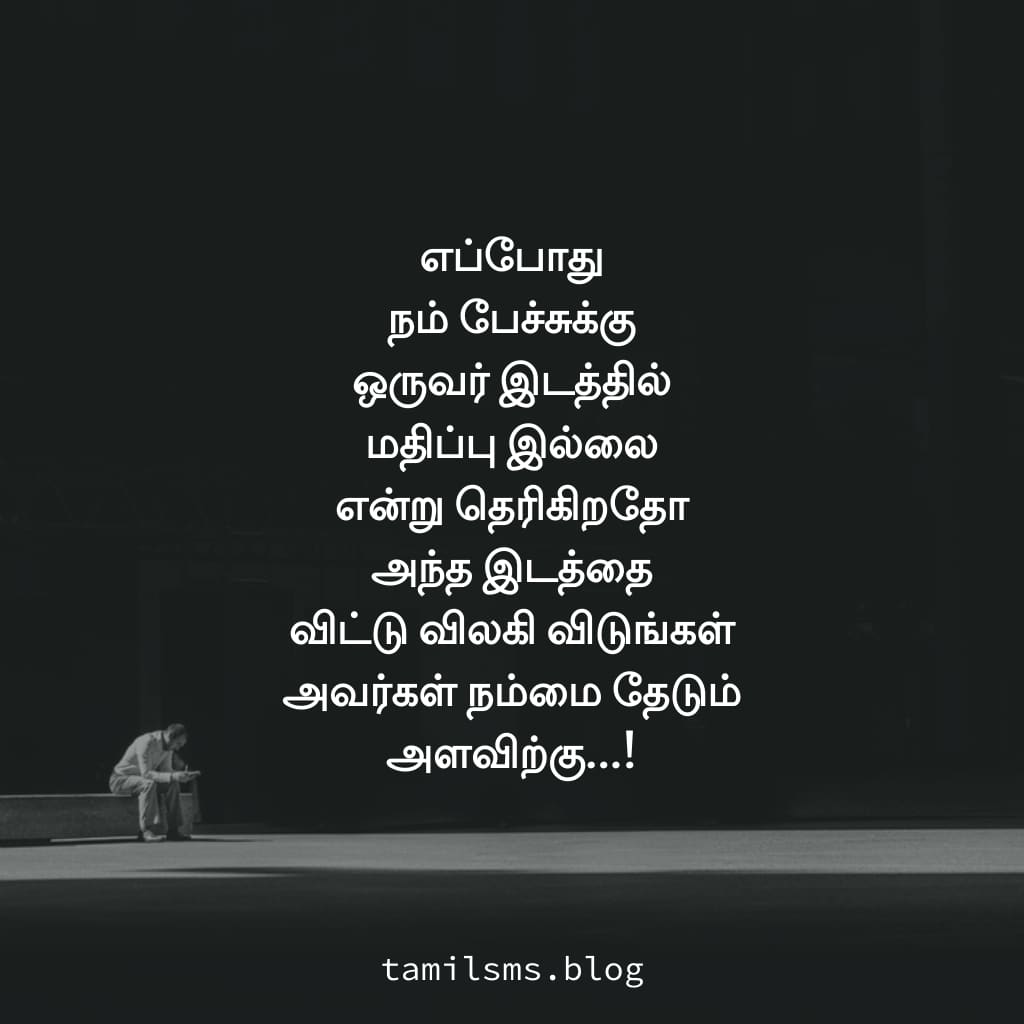 எப்போது
நம் பேச்சுக்கு
ஒருவர் இடத்தில்
மதிப்பு இல்லை
என்று தெரிகிறதோ
அந்த இடத்தை
விட்டு விலகி விடுங்கள்
அவர்கள் நம்மை தேடும்
அளவிற்கு...!
tamilsms.blog